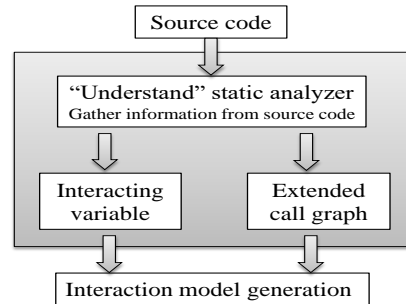 Source code
“Understand” static analyzer
Gather information from source code
Interacting
variable
Extended
call graph
Interaction model generation